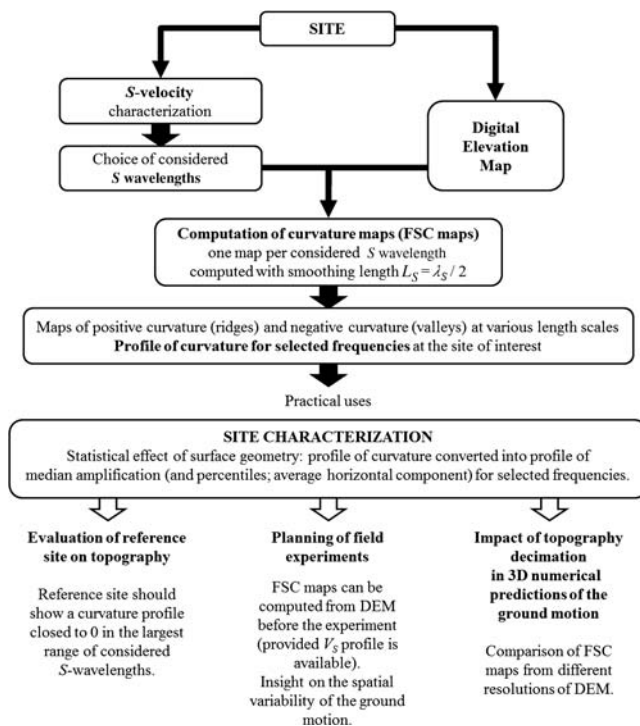 SITE
S-velocity
characterization
Choice of considered
S wavelengths
Digital
Elevation
Map
Computation of curvature maps (FSC maps)
one map per considered S wavelength
computed with smoothing length L_S = λ_S / 2
Maps of positive curvature (ridges) and negative curvature (valleys) at various length scales
Profile of curvature for selected frequencies at the site of interest
Practical uses
SITE CHARACTERIZATION
Statistical effect of surface geometry: profile of curvature converted into profile of
median amplification (and percentiles; average horizontal component) for selected frequencies.
Evaluation of reference
site on topography
Reference site should
show a curvature profile
closed to 0 in the largest
range of considered
S-wavelengths.
Planning of field
experiments
FSC maps can be
computed from DEM
before the experiment
(provided V_S profile is
available).
Insight on the spatial
variability of the ground
motion.
Impact of topography
decimation
in 3D numerical
predictions of the
ground motion
Comparison of FSC
maps from different
resolutions of DEM.